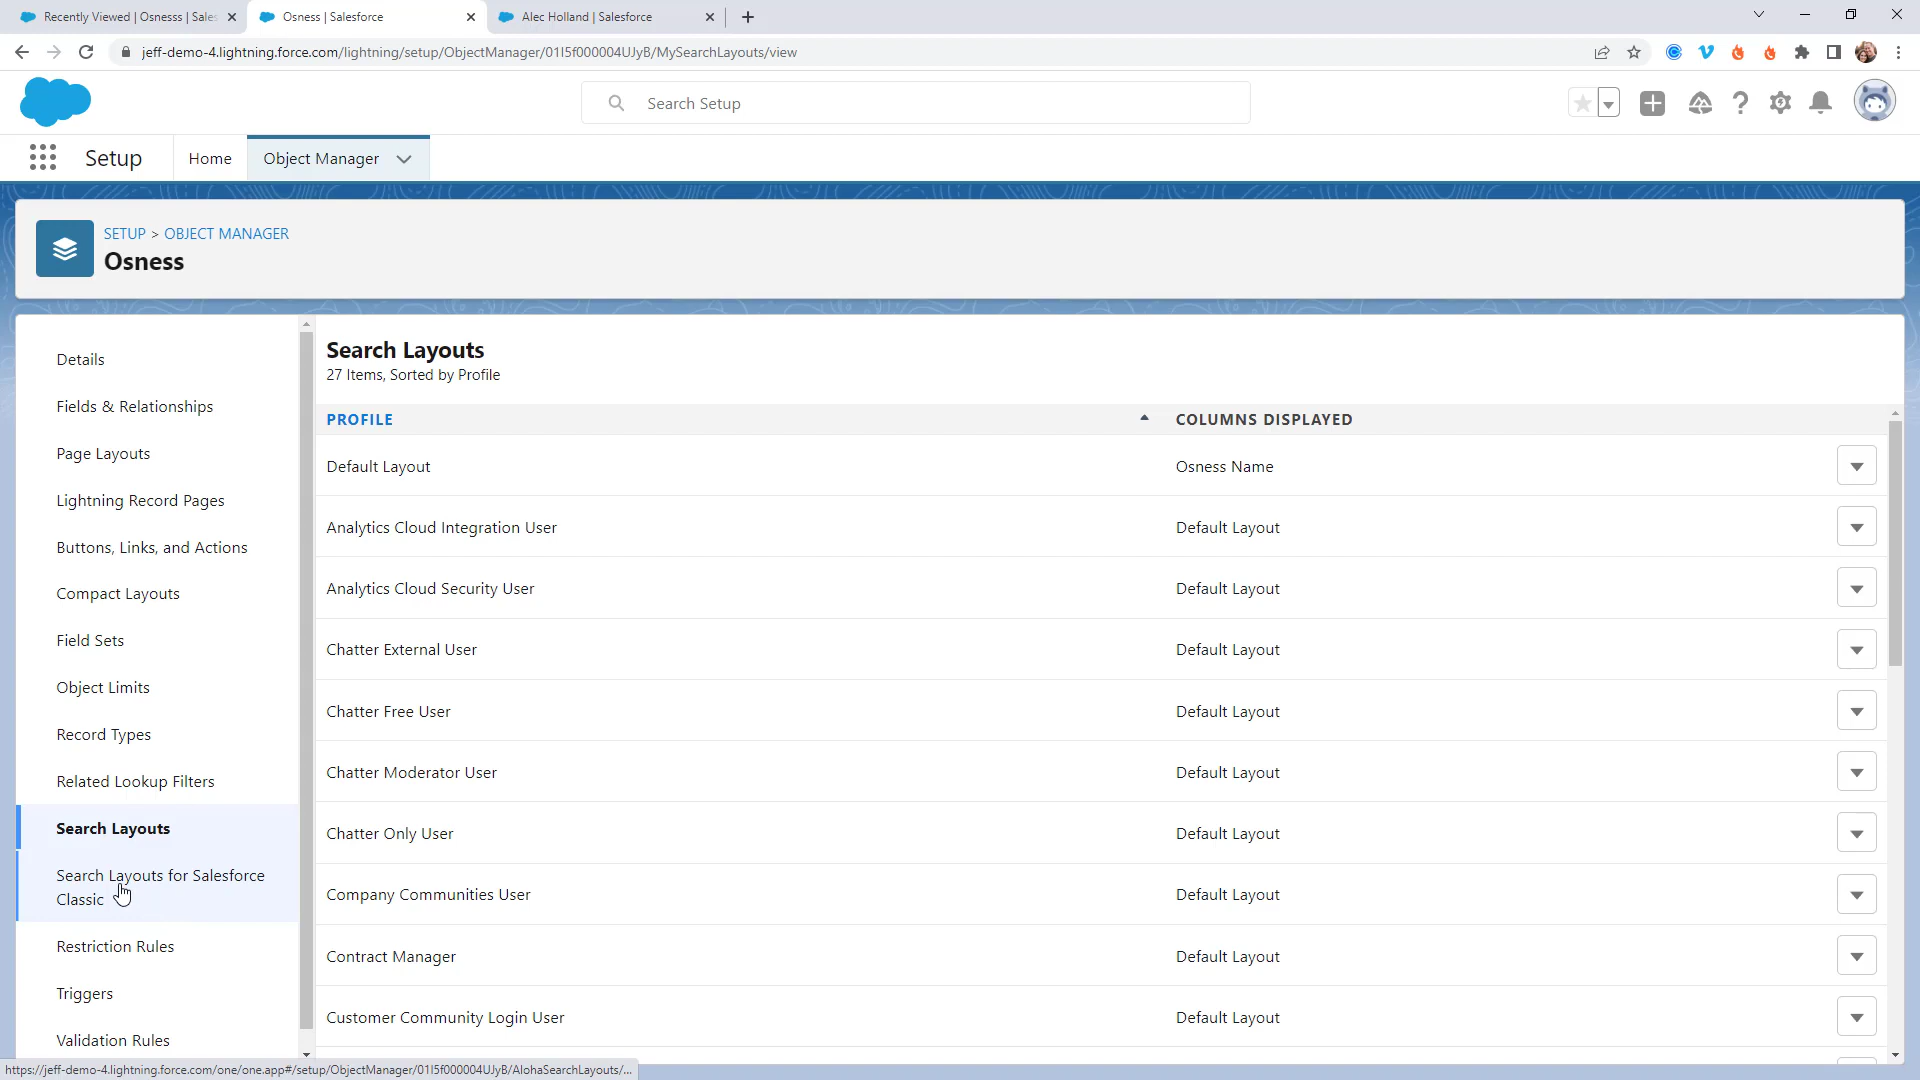 Recently Viewed | Osnesss | Sales
Osness | Salesforce
Alec Holland | Salesforce
jeff-demo-4.lightning.force.com/lightning/setup/ObjectManager/01I5f000004UJyB/MySearchLayouts/view
Search Setup
Setup
Home
Object Manager
SETUP > OBJECT MANAGER
Osness
Details
Fields & Relationships
Page Layouts
Lightning Record Pages
Buttons, Links, and Actions
Compact Layouts
Field Sets
Object Limits
Record Types
Related Lookup Filters
Search Layouts
Search Layouts for Salesforce
Classic
Restriction Rules
Triggers
Validation Rules
Search Layouts
27 Items, Sorted by Profile
PROFILE COLUMNS DISPLAYED
Default Layout Osness Name
Analytics Cloud Integration User Default Layout
Analytics Cloud Security User Default Layout
Chatter External User Default Layout
Chatter Free User Default Layout
Chatter Moderator User Default Layout
Chatter Only User Default Layout
Company Communities User Default Layout
Contract Manager Default Layout
Customer Community Login User Default Layout
https://jeff-demo-4.lightning.force.com/one/one.app#/setup/ObjectManager/01I5f000004UJyB/AlohaSearchLayouts/...